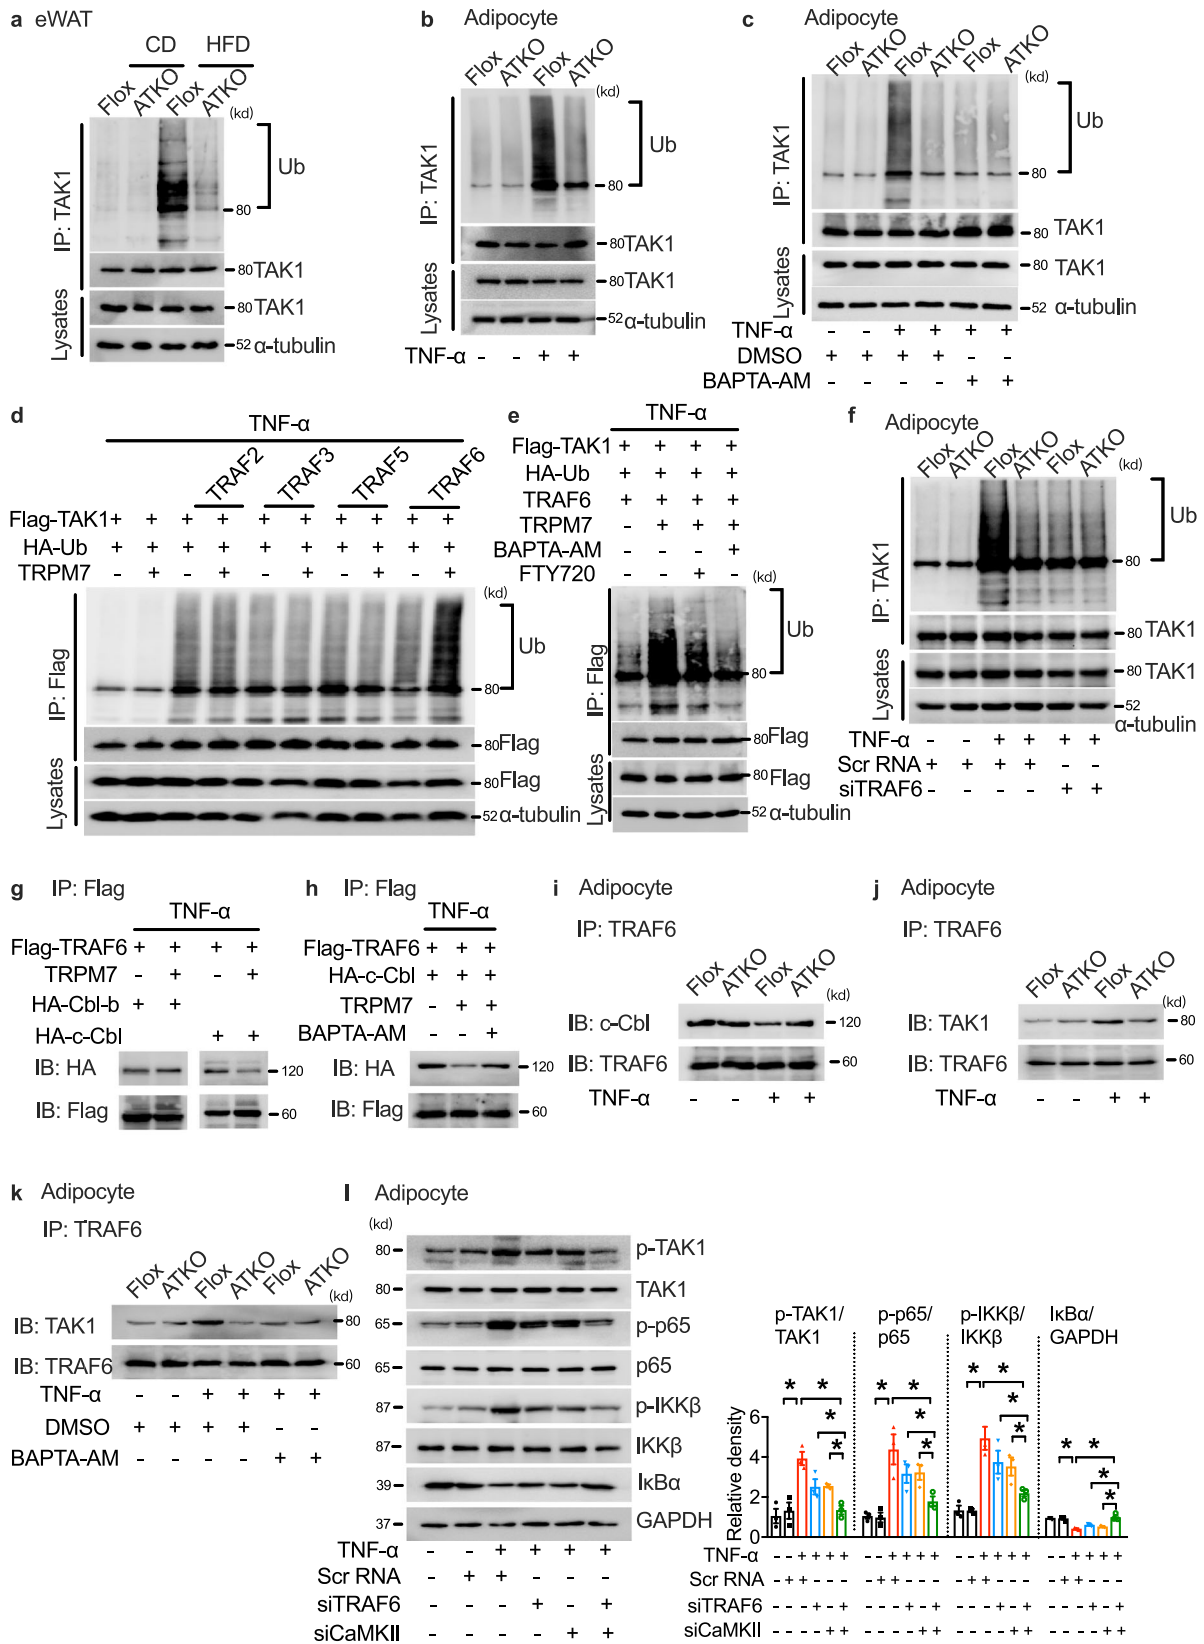 a eWAT
CD HFD
Flox ATKO Flox ATKO
(kd)
IP: TAK1
Ub
80
80 TAK1
Lysates
80 TAK1
52 α-tubulin
b Adipocyte
Flox ATKO Flox ATKO
(kd)
IP: TAK1
Ub
80
80 TAK1
Lysates
80 TAK1
52 α-tubulin
TNF-α - - + +
c Adipocyte
Flox ATKO Flox ATKO Flox ATKO
(kd)
IP: TAK1
Ub
80
80 TAK1
Lysates
80 TAK1
52 α-tubulin
TNF-α - - + + + +
DMSO + + + + - -
BAPTA-AM - - - - + +
d
TNF-α
TRAF2 TRAF3 TRAF5 TRAF6
Flag-TAK1 + + + + + + + + + +
HA-Ub + + + + + + + + + +
TRPM7 - + - + - + - + - +
(kd)
IP: Flag
Ub
80
80 Flag
Lysates
80 Flag
52 α-tubulin
e
TNF-α
Flag-TAK1 + + + +
HA-Ub + + + +
TRAF6 + + + +
TRPM7 - + + +
BAPTA-AM - - - +
FTY720 - - + -
(kd)
IP: Flag
Ub
80
80 Flag
Lysates
80 Flag
52 α-tubulin
f Adipocyte
Flox ATKO Flox ATKO Flox ATKO
(kd)
IP: TAK1
Ub
80
80 TAK1
Lysates
80 TAK1
52
α-tubulin
TNF-α - - + + + +
Scr RNA + + + + - -
siTRAF6 - - - - + +
g IP: Flag
TNF-α
Flag-TRAF6 + + + +
TRPM7 - + - +
HA-Cbl-b + +
HA-c-Cbl + +
IB: HA 120
IB: Flag 60
h IP: Flag
TNF-α
Flag-TRAF6 + + +
HA-c-Cbl + + +
TRPM7 - + +
BAPTA-AM - - +
IB: HA 120
IB: Flag 60
i Adipocyte
IP: TRAF6
Flox ATKO Flox ATKO
(kd)
IB: c-Cbl 120
IB: TRAF6 60
TNF-α - - + +
j Adipocyte
IP: TRAF6
Flox ATKO Flox ATKO
(kd)
IB: TAK1 80
IB: TRAF6 60
TNF-α - - + +
k Adipocyte
IP: TRAF6
Flox ATKO Flox ATKO Flox ATKO
(kd)
IB: TAK1 80
IB: TRAF6 60
TNF-α - - + + + +
DMSO + + + + - -
BAPTA-AM - - - - + +
l Adipocyte
(kd)
80 p-TAK1
80 TAK1
65 p-p65
65 p65
87 p-IKKβ
87 IKKβ
39 IκBα
37 GAPDH
TNF-α - - + + + +
Scr RNA - + + - - -
siTRAF6 - - - + - +
siCaMKII - - - - + +
p-TAK1/ p-p65/ p-IKKβ/ IκBα/
TAK1 p65 IKKβ GAPDH
* * * * * * * *
* * * *
* * * *
Relative density
6
4
2
0
TNF-α - - + + + + - - + + + + - - + + + + - - + + + +
Scr RNA - + + - - - - + + - - - - + + - - - - + + - - -
siTRAF6 - - - + - + - - - + - + - - - + - + - - - + - +
siCaMKII - - - - + + - - - - + + - - - - + + - - - - + +